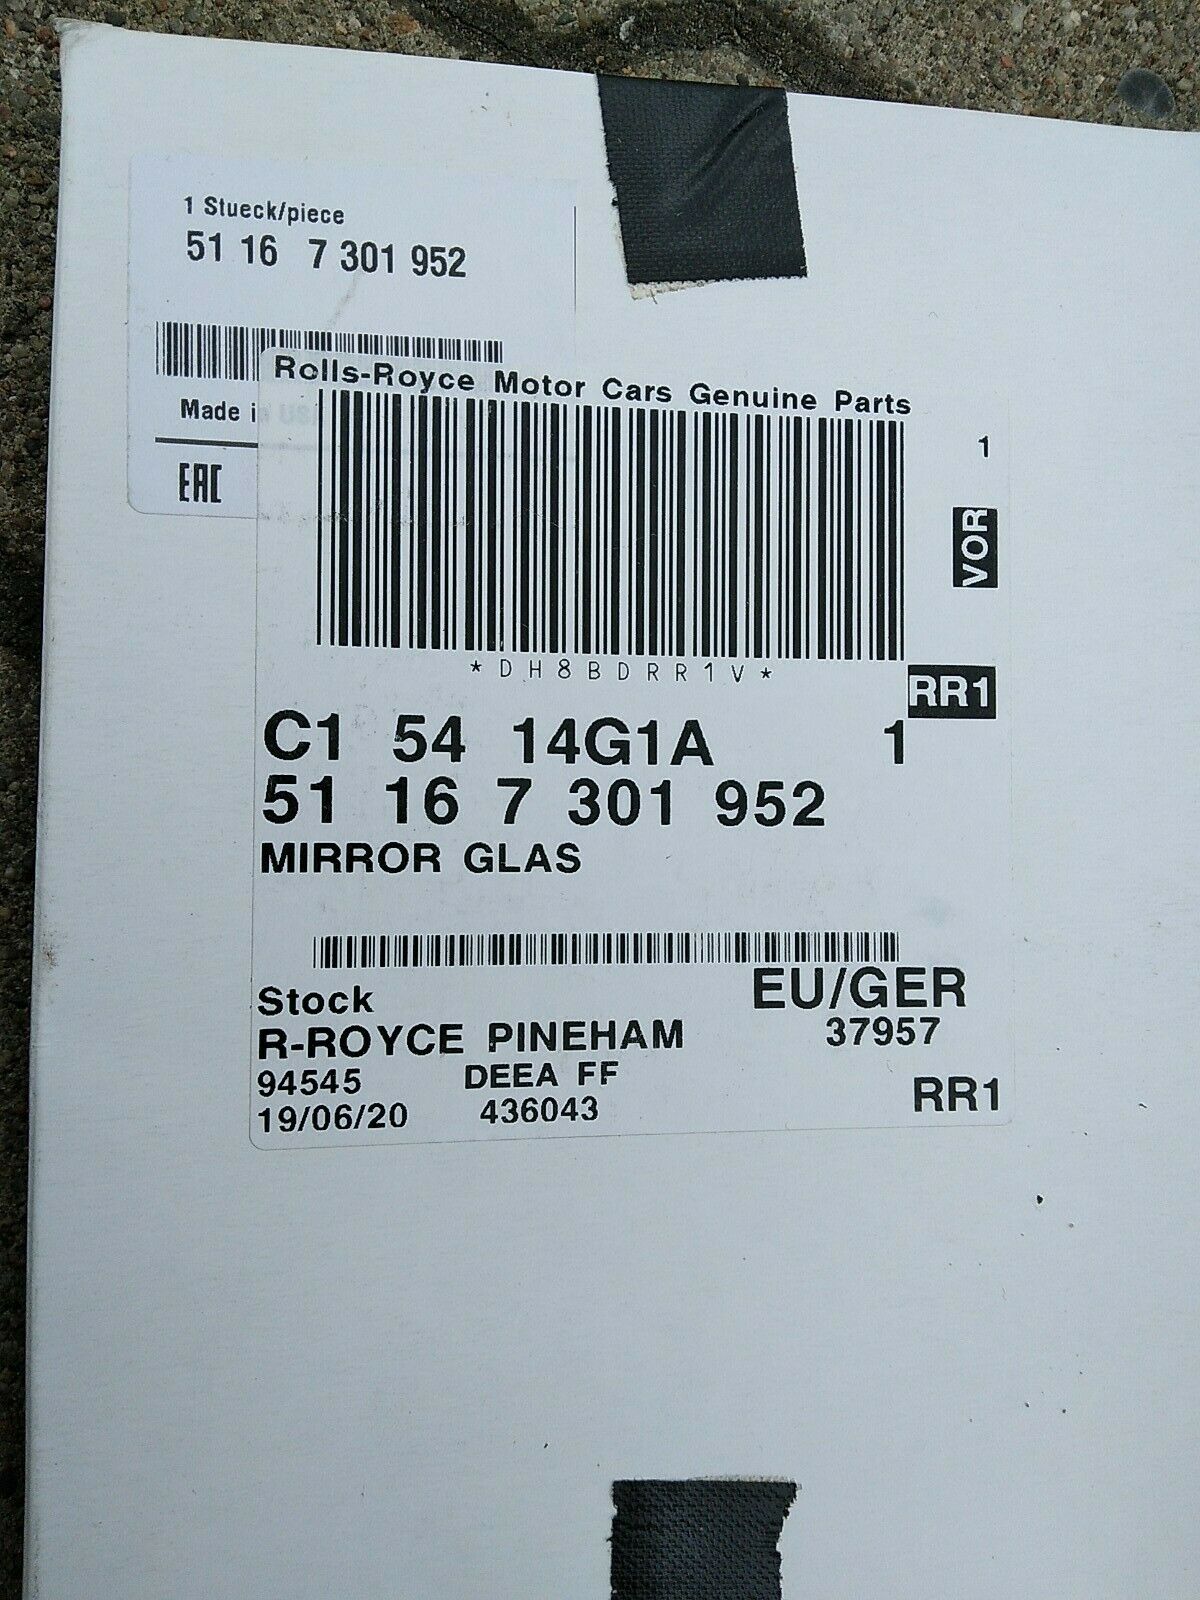 1 Stueck/piece
51 16 7 301 952
Rolls-Royce Motor Cars Genuine Parts
Made in USA
1
EAC
VOR
*DH8BDRR1V*
RR1
C1 54 14G1A 1
51 16 7 301 952
MIRROR GLAS
Stock EU/GER
R-ROYCE PINEHAM 37957
94545 DEEA FF
19/06/20 436043 RR1